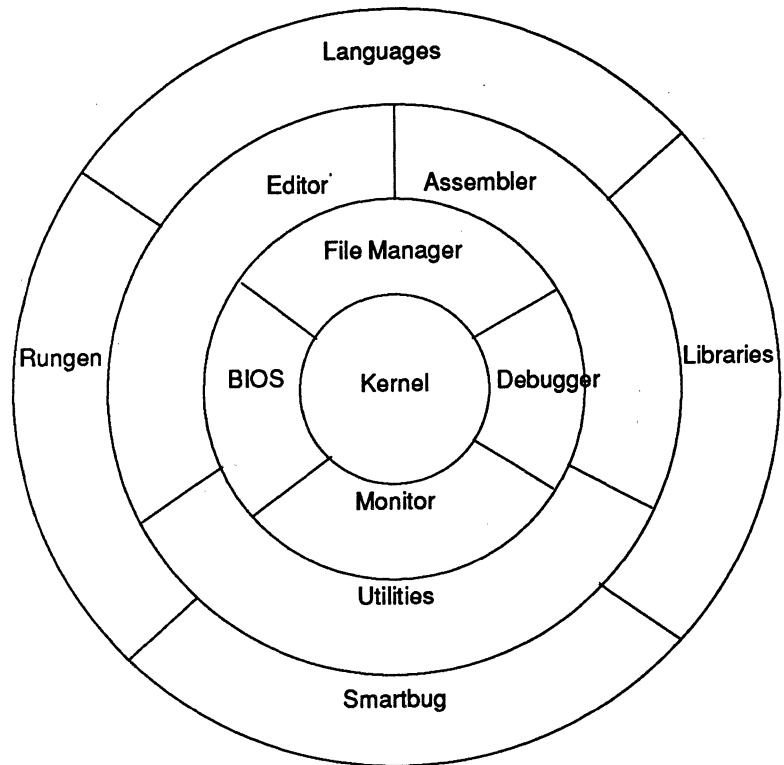 Languages
Editor
Assembler
File Manager
Rungen
BIOS
Kernel
Debugger
Libraries
Monitor
Utilities
Smartbug